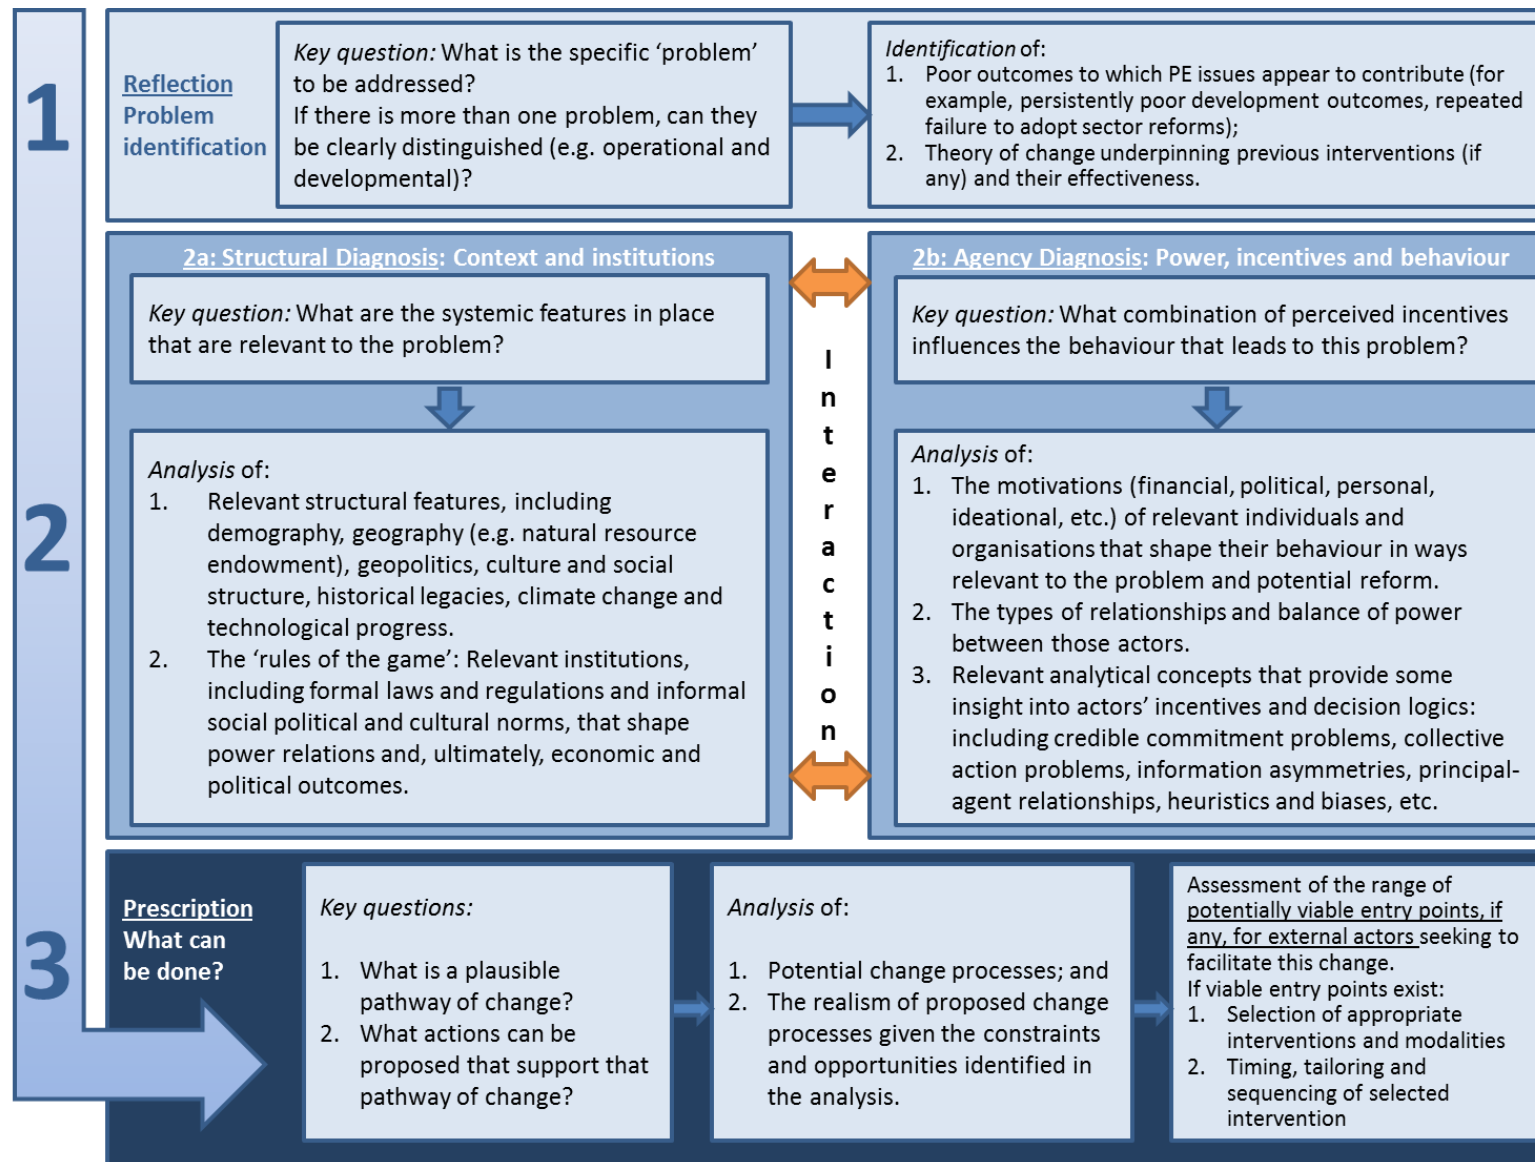 1
Reflection
Problem
identification
Key question: What is the specific ‘problem’
to be addressed?
If there is more than one problem, can they
be clearly distinguished (e.g. operational and
developmental)?
Identification of:
1. Poor outcomes to which PE issues appear to contribute (for
example, persistently poor development outcomes, repeated
failure to adopt sector reforms);
2. Theory of change underpinning previous interventions (if
any) and their effectiveness.
2
2a: Structural Diagnosis: Context and institutions
Key question: What are the systemic features in place
that are relevant to the problem?
Analysis of:
1. Relevant structural features, including
demography, geography (e.g. natural resource
endowment), geopolitics, culture and social
structure, historical legacies, climate change and
technological progress.
2. The ‘rules of the game’: Relevant institutions,
including formal laws and regulations and informal
social political and cultural norms, that shape
power relations and, ultimately, economic and
political outcomes.
I
n
t
e
r
a
c
t
i
o
n
2b: Agency Diagnosis: Power, incentives and behaviour
Key question: What combination of perceived incentives
influences the behaviour that leads to this problem?
Analysis of:
1. The motivations (financial, political, personal,
ideational, etc.) of relevant individuals and
organisations that shape their behaviour in ways
relevant to the problem and potential reform.
2. The types of relationships and balance of power
between those actors.
3. Relevant analytical concepts that provide some
insight into actors’ incentives and decision logics:
including credible commitment problems, collective
action problems, information asymmetries, principal-
agent relationships, heuristics and biases, etc.
3
Prescription
What can
be done?
Key questions:
1. What is a plausible
pathway of change?
2. What actions can be
proposed that support that
pathway of change?
Analysis of:
1. Potential change processes; and
2. The realism of proposed change
processes given the constraints
and opportunities identified in
the analysis.
Assessment of the range of
potentially viable entry points, if
any, for external actors seeking to
facilitate this change.
If viable entry points exist:
1. Selection of appropriate
interventions and modalities
2. Timing, tailoring and
sequencing of selected
intervention